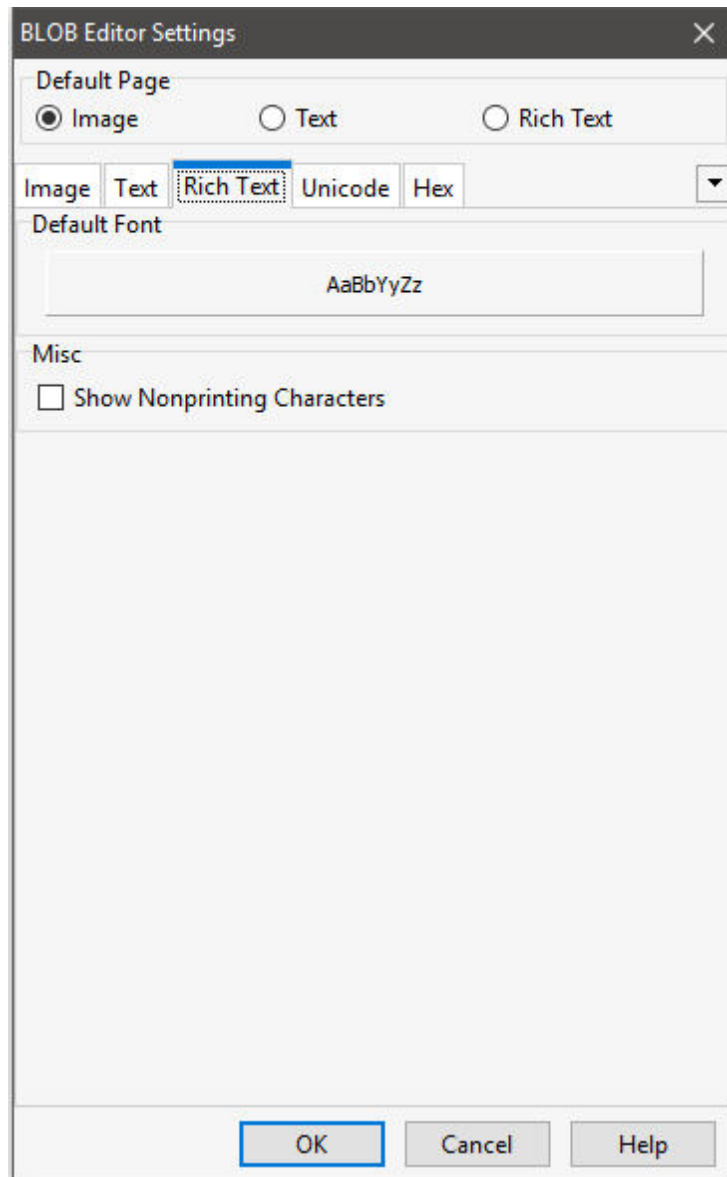 BLOB Editor Settings
Default Page
Image Text Rich Text
Image Text Rich Text Unicode Hex
Default Font
AaBbYyZz
Misc
Show Nonprinting Characters
OK Cancel Help